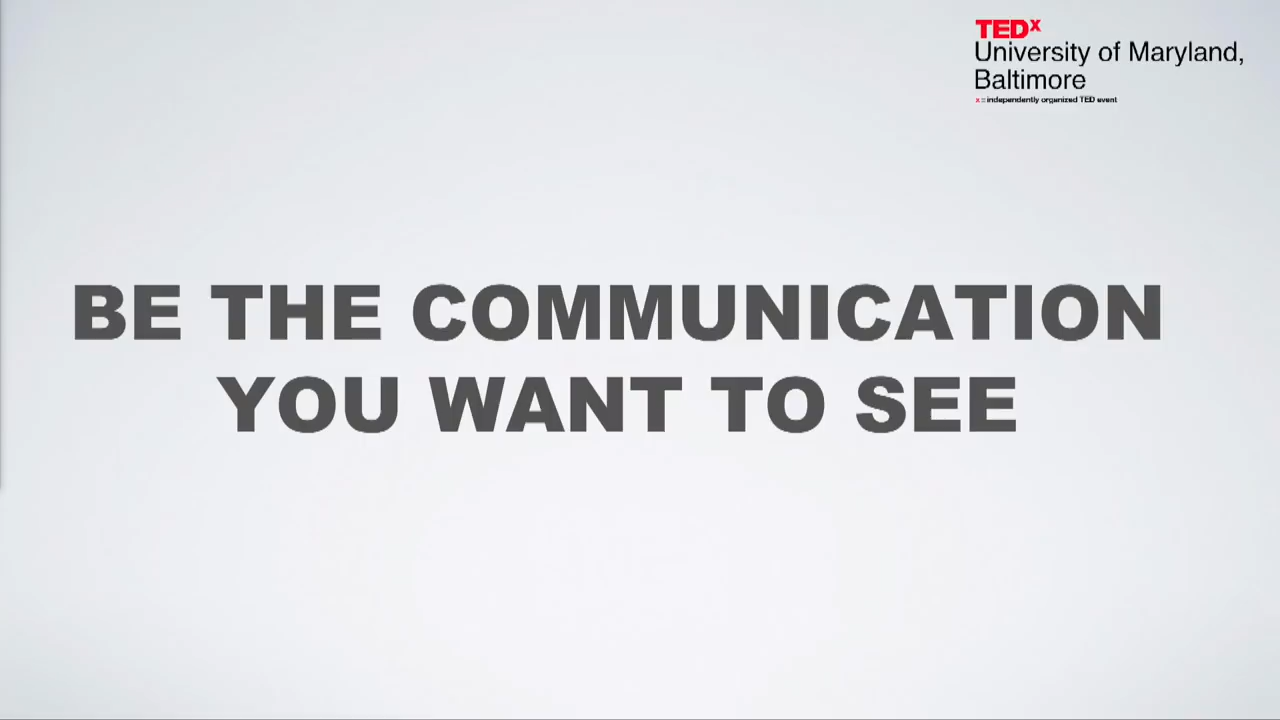 TEDx
University of Maryland,
Baltimore
x = independently organized TED event
BE THE COMMUNICATION
YOU WANT TO SEE